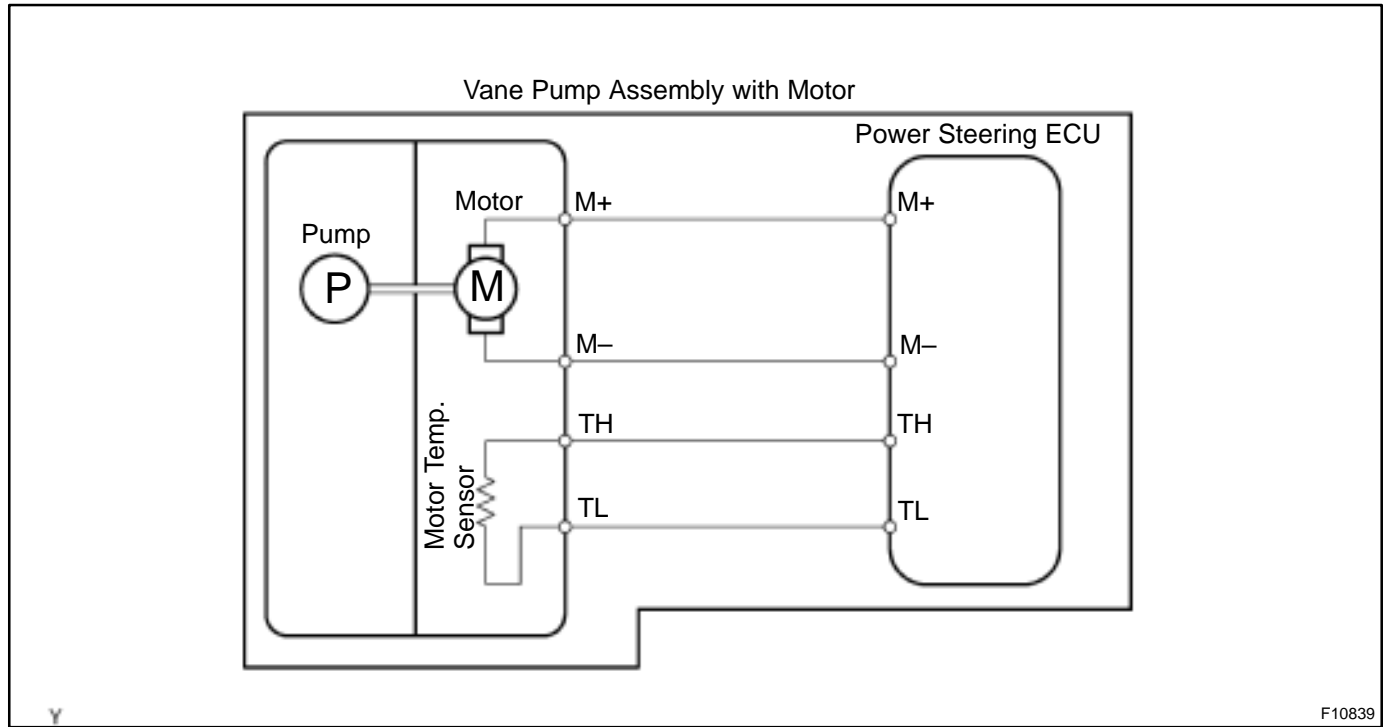 Vane Pump Assembly with Motor
Power Steering ECU
Motor
M+
M+
Pump
P
M
M–
M–
Motor Temp.
Sensor
TH
TH
TL
TL
Y
F10839